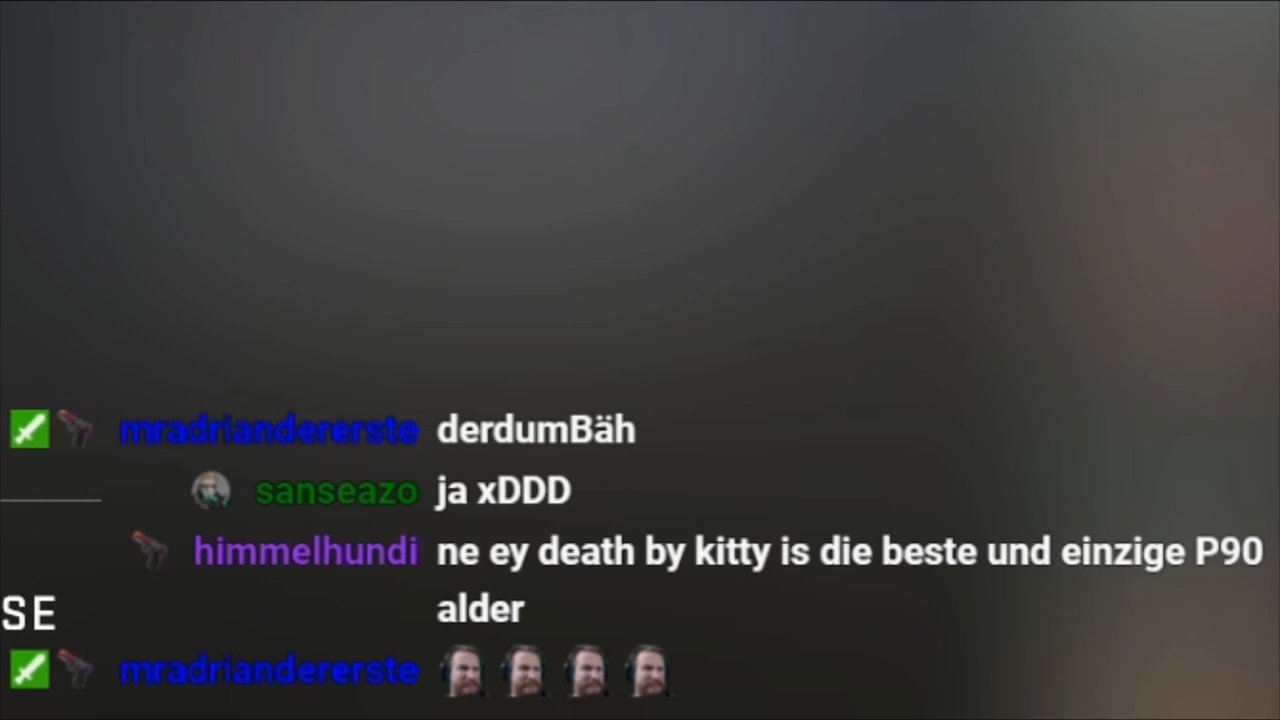 mradriandererste derdumBäh
sanseazo ja xDDD
himmelhundi ne ey death by kitty is die beste und einzige P90
alder
SE
mradriandererste